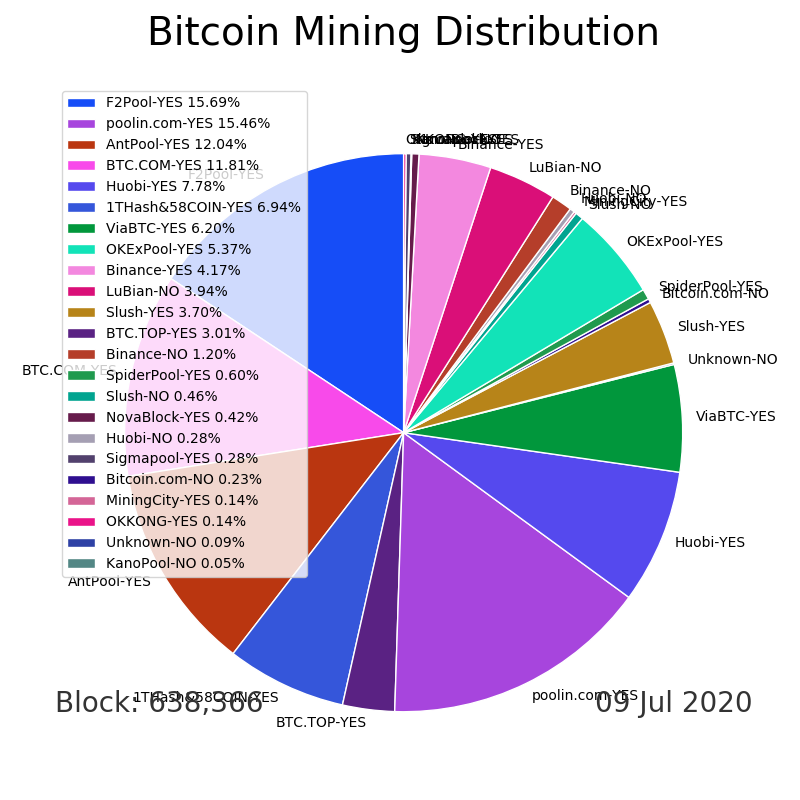 Bitcoin Mining Distribution
F2Pool-YES 15.69%
poolin.com-YES 15.46%
AntPool-YES 12.04%
BTC.COM-YES 11.81%
Huobi-YES 7.78%
1THash&58COIN-YES 6.94%
ViaBTC-YES 6.20%
OKExPool-YES 5.37%
Binance-YES 4.17%
LuBian-NO 3.94%
Slush-YES 3.70%
BTC.TOP-YES 3.01%
Binance-NO 1.20%
SpiderPool-YES 0.60%
Slush-NO 0.46%
NovaBlock-YES 0.42%
Huobi-NO 0.28%
Sigmapool-YES 0.28%
Bitcoin.com-NO 0.23%
MiningCity-YES 0.14%
OKKONG-YES 0.14%
Unknown-NO 0.09%
KanoPool-NO 0.05%
F2Pool-YES
BTC.COM-YES
AntPool-YES
1THash&58COIN-YES
BTC.TOP-YES
poolin.com-YES
Huobi-YES
ViaBTC-YES
Unknown-NO
Slush-YES
Bitcoin.com-NO
SpiderPool-YES
OKExPool-YES
Slush-NO
MiningCity-YES
Huobi-NO
Binance-NO
LuBian-NO
Binance-YES
Block: 638,366
09 Jul 2020